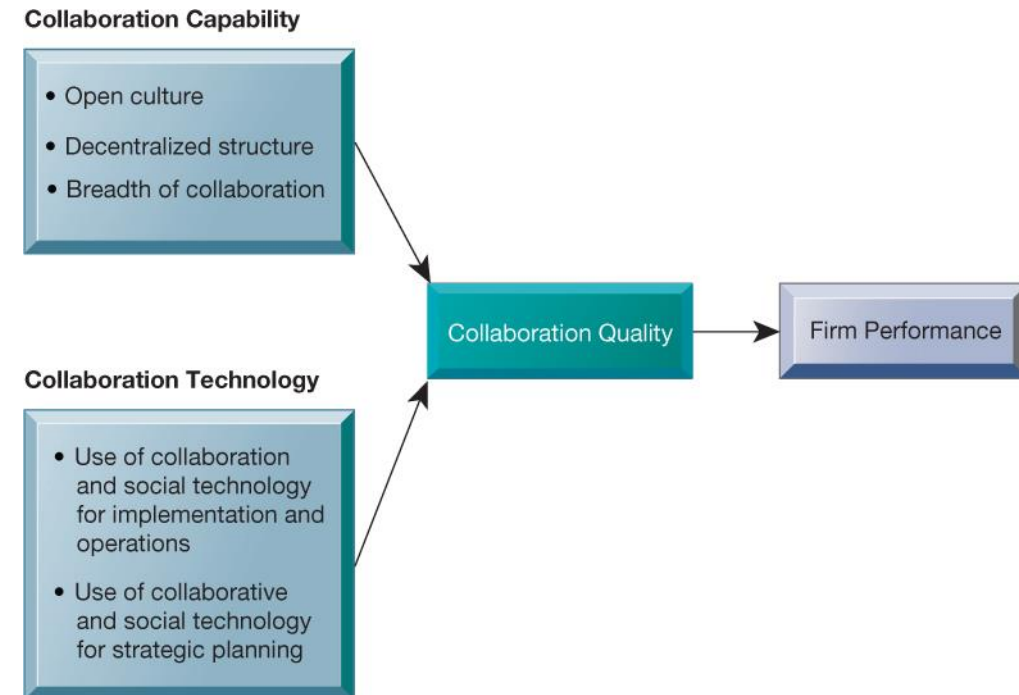 Collaboration Capability
• Open culture
• Decentralized structure
• Breadth of collaboration
Collaboration Quality
Firm Performance
Collaboration Technology
• Use of collaboration
and social technology
for implementation and
operations
• Use of collaborative
and social technology
for strategic planning